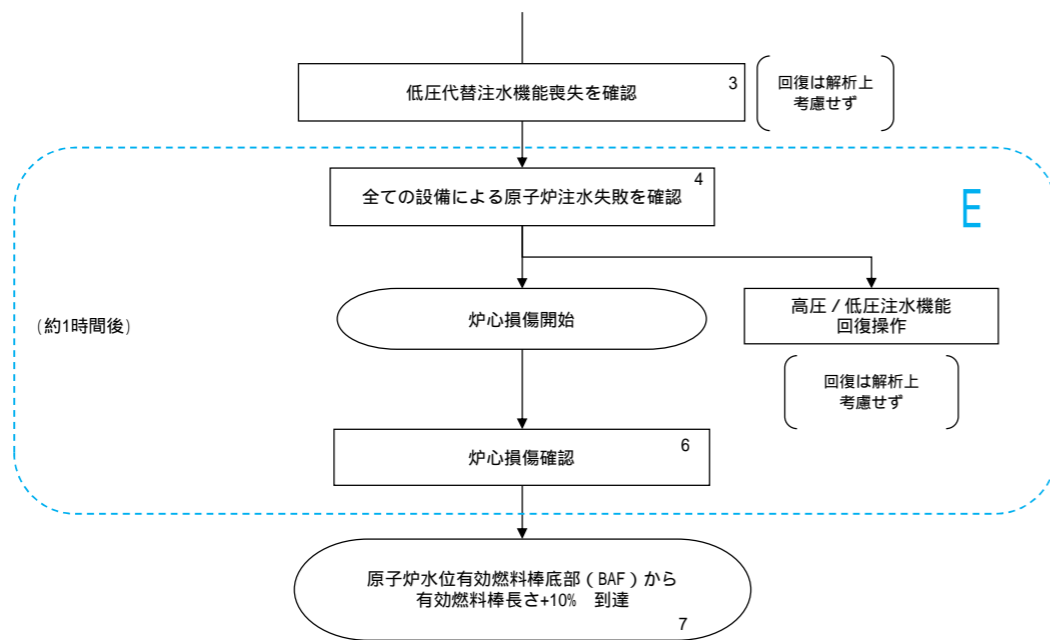 低圧代替注水機能喪失を確認
3
回復は解析上
考慮せず
全ての設備による原子炉注水失敗を確認
4
E
(約1時間後)
炉心損傷開始
高圧/低圧注水機能
回復操作
回復は解析上
考慮せず
炉心損傷確認
6
原子炉水位有効燃料棒底部(BAF)から
有効燃料棒長さ+10% 到達
7